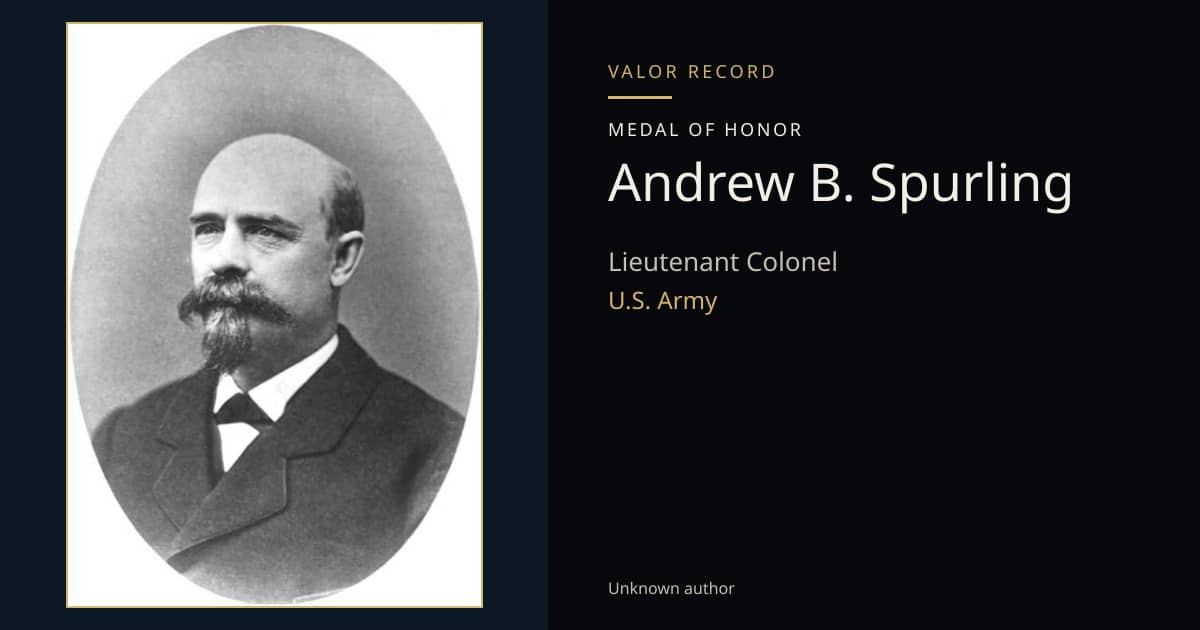 VALOR RECORD
MEDAL OF HONOR
Andrew B. Spurling
Lieutenant Colonel
U.S. Army
Unknown author